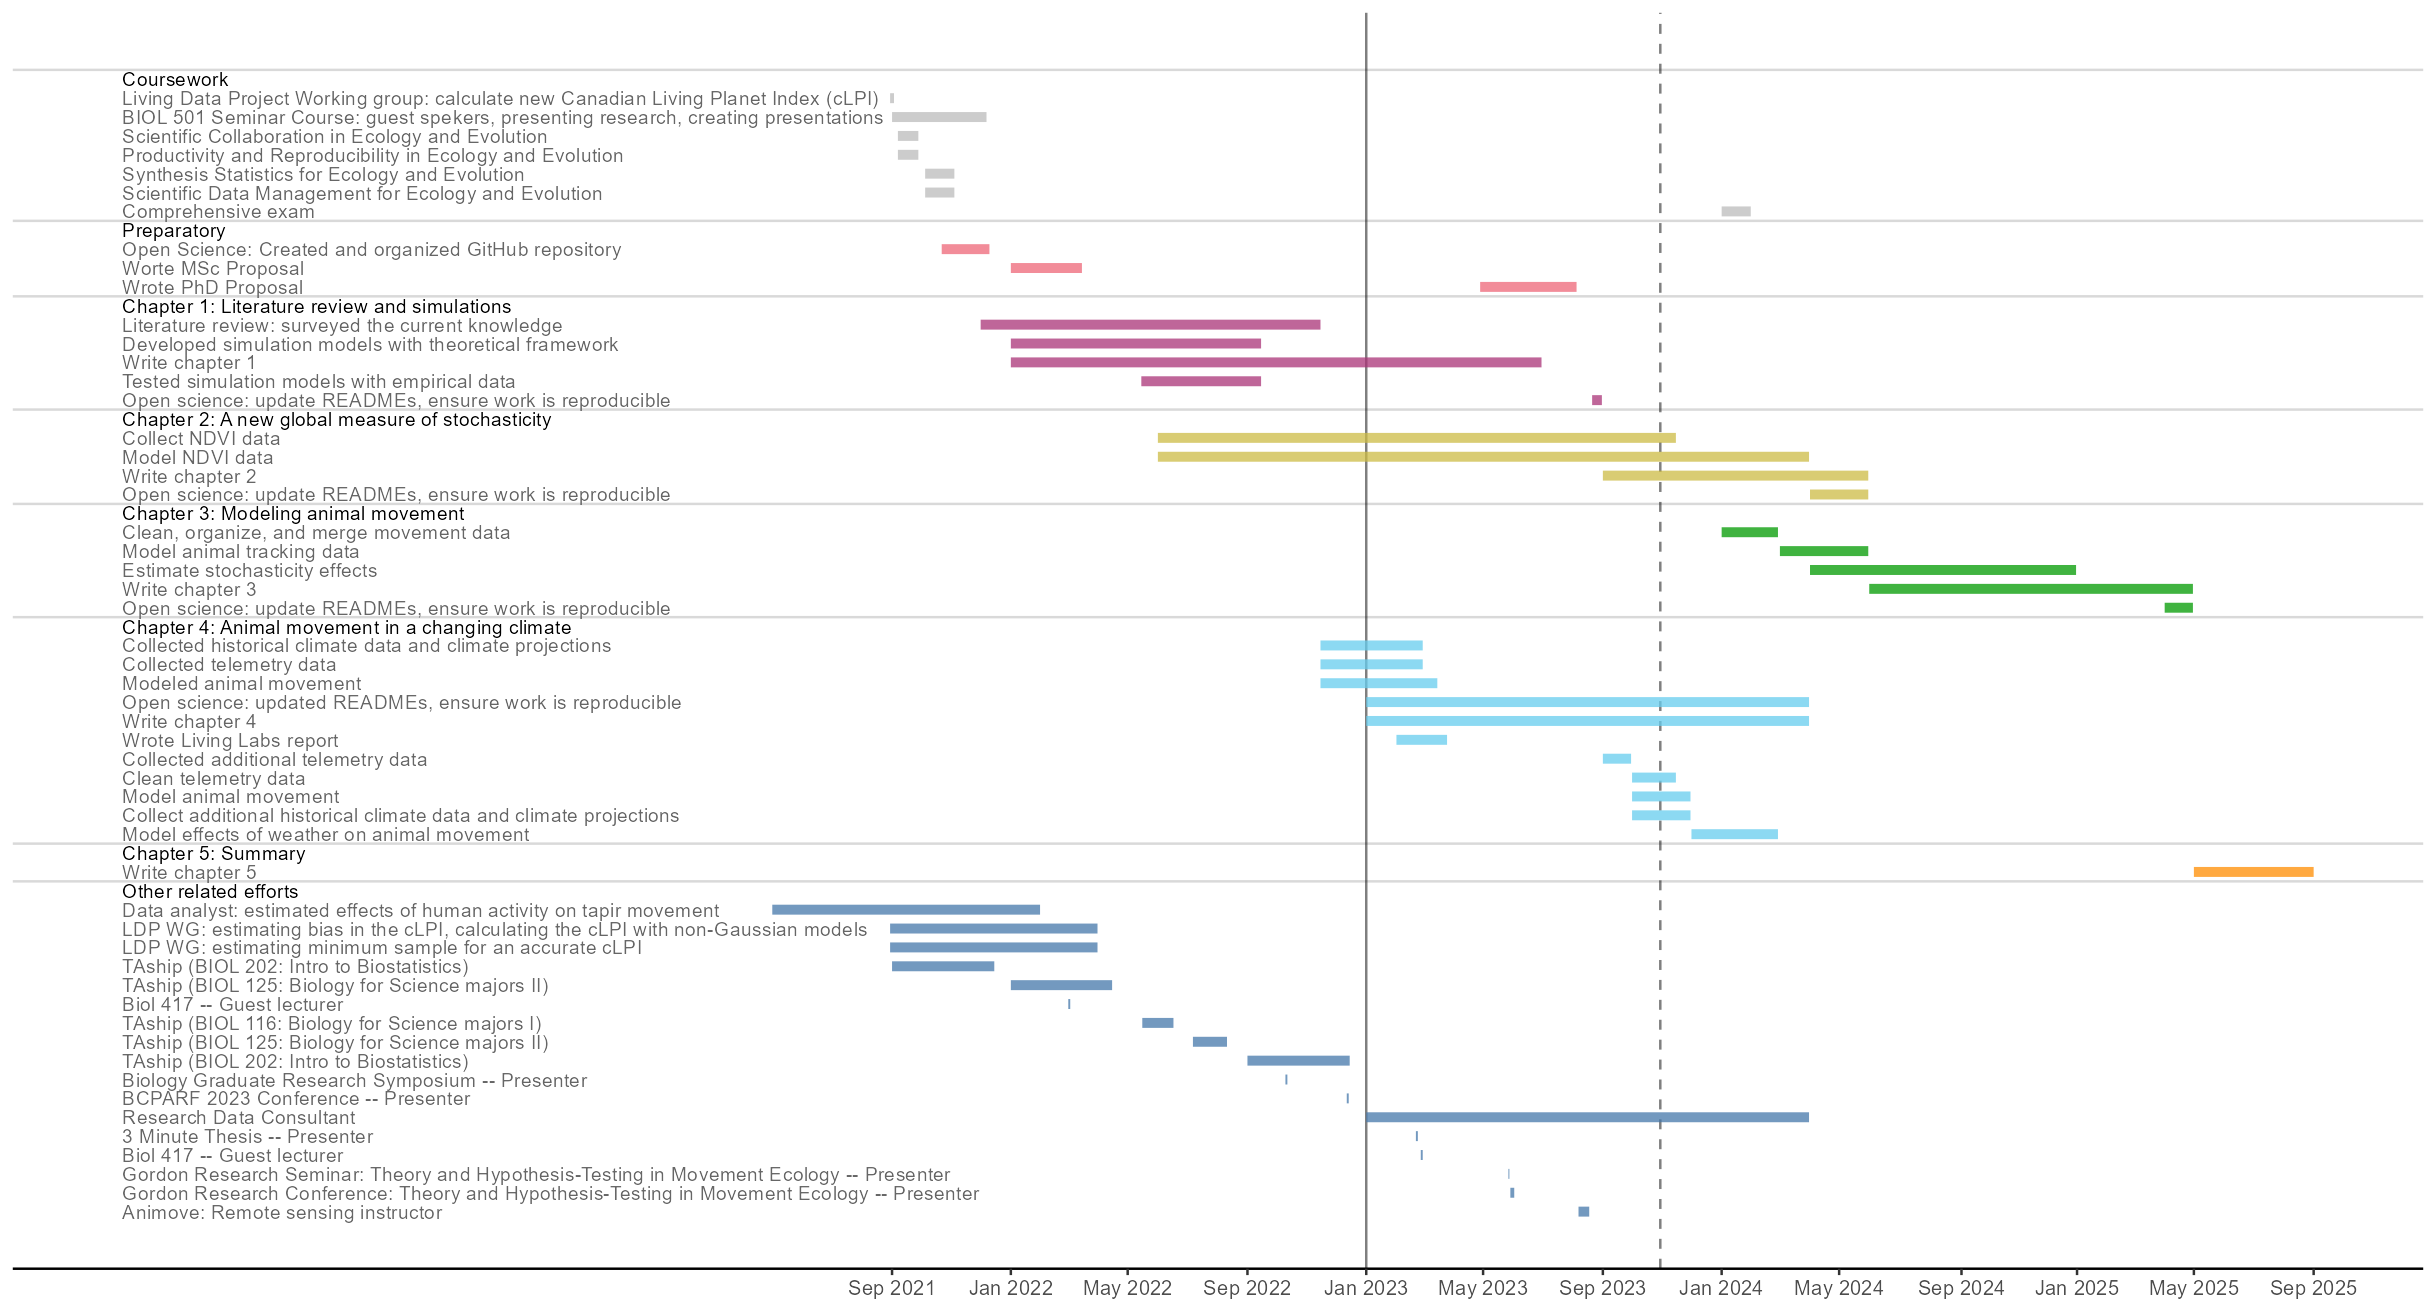 Coursework
Living Data Project Working group: calculate new Canadian Living Planet Index (cLPI)
BIOL 501 Seminar Course: guest spekers, presenting research, creating presentations
Scientific Collaboration in Ecology and Evolution
Productivity and Reproducibility in Ecology and Evolution
Synthesis Statistics for Ecology and Evolution
Scientific Data Management for Ecology and Evolution
Comprehensive exam
Preparatory
Open Science: Created and organized GitHub repository
Worte MSc Proposal
Wrote PhD Proposal
Chapter 1: Literature review and simulations
Literature review: surveyed the current knowledge
Developed simulation models with theoretical framework
Write chapter 1
Tested simulation models with empirical data
Open science: update READMEs, ensure work is reproducible
Chapter 2: A new global measure of stochasticity
Collect NDVI data
Model NDVI data
Write chapter 2
Open science: update READMEs, ensure work is reproducible
Chapter 3: Modeling animal movement
Clean, organize, and merge movement data
Model animal tracking data
Estimate stochasticity effects
Write chapter 3
Open science: update READMEs, ensure work is reproducible
Chapter 4: Animal movement in a changing climate
Collected historical climate data and climate projections
Collected telemetry data
Modeled animal movement
Open science: updated READMEs, ensure work is reproducible
Write chapter 4
Wrote Living Labs report
Collected additional telemetry data
Clean telemetry data
Model animal movement
Collect additional historical climate data and climate projections
Model effects of weather on animal movement
Chapter 5: Summary
Write chapter 5
Other related efforts
Data analyst: estimated effects of human activity on tapir movement
LDP WG: estimating bias in the cLPI, calculating the cLPI with non-Gaussian models
LDP WG: estimating minimum sample for an accurate cLPI
TAship (BIOL 202: Intro to Biostatistics)
TAship (BIOL 125: Biology for Science majors II)
Biol 417 -- Guest lecturer
TAship (BIOL 116: Biology for Science majors I)
TAship (BIOL 125: Biology for Science majors II)
TAship (BIOL 202: Intro to Biostatistics)
Biology Graduate Research Symposium -- Presenter
BCPARF 2023 Conference -- Presenter
Research Data Consultant
3 Minute Thesis -- Presenter
Biol 417 -- Guest lecturer
Gordon Research Seminar: Theory and Hypothesis-Testing in Movement Ecology -- Presenter
Gordon Research Conference: Theory and Hypothesis-Testing in Movement Ecology -- Presenter
Animove: Remote sensing instructor
Sep 2021 Jan 2022 May 2022 Sep 2022 Jan 2023 May 2023 Sep 2023 Jan 2024 May 2024 Sep 2024 Jan 2025 May 2025 Sep 2025